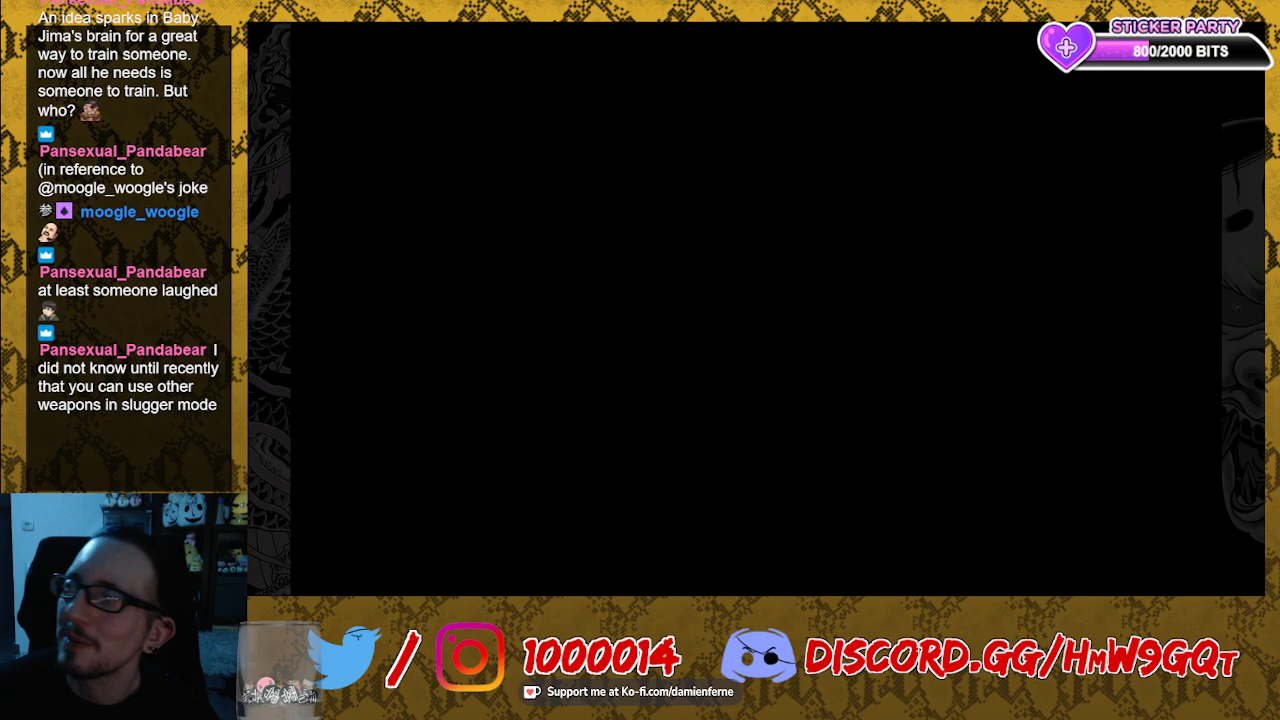 Pansexual_Pandabear
An idea sparks in Baby
Jima's brain for a great
way to train someone.
now all he needs is
someone to train. But
who?
Pansexual_Pandabear
(in reference to
@moogle_woogle's joke
参 moogle_woogle
Pansexual_Pandabear
at least someone laughed
Pansexual_Pandabear I
did not know until recently
that you can use other
weapons in slugger mode
STICKER PARTY
800/2000 BITS
/ 1000014
DISCORD.GG/HMW9GQT
Support me at Ko-fi.com/damienferne